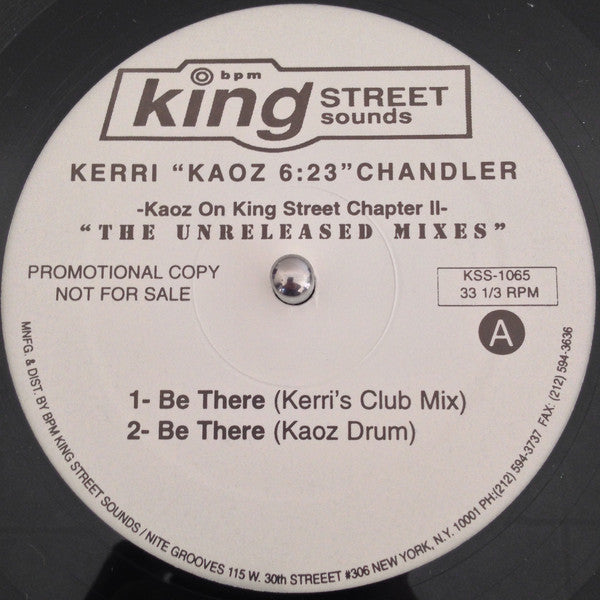 bpm
king STREET
sounds
KERRI "KAOZ 6:23" CHANDLER
-Kaoz On King Street Chapter II-
"THE UNRELEASED MIXES"
PROMOTIONAL COPY
NOT FOR SALE
KSS-1065
33 1/3 RPM
A
1- Be There (Kerri's Club Mix)
2- Be There (Kaoz Drum)
MNFG. & DIST. BY BPM KING STREET SOUNDS / NITE GROOVES 115 W. 30th STREEET #306 NEW YORK, N.Y. 10001 PH:(212) 594-3737 FAX: (212) 594-3636